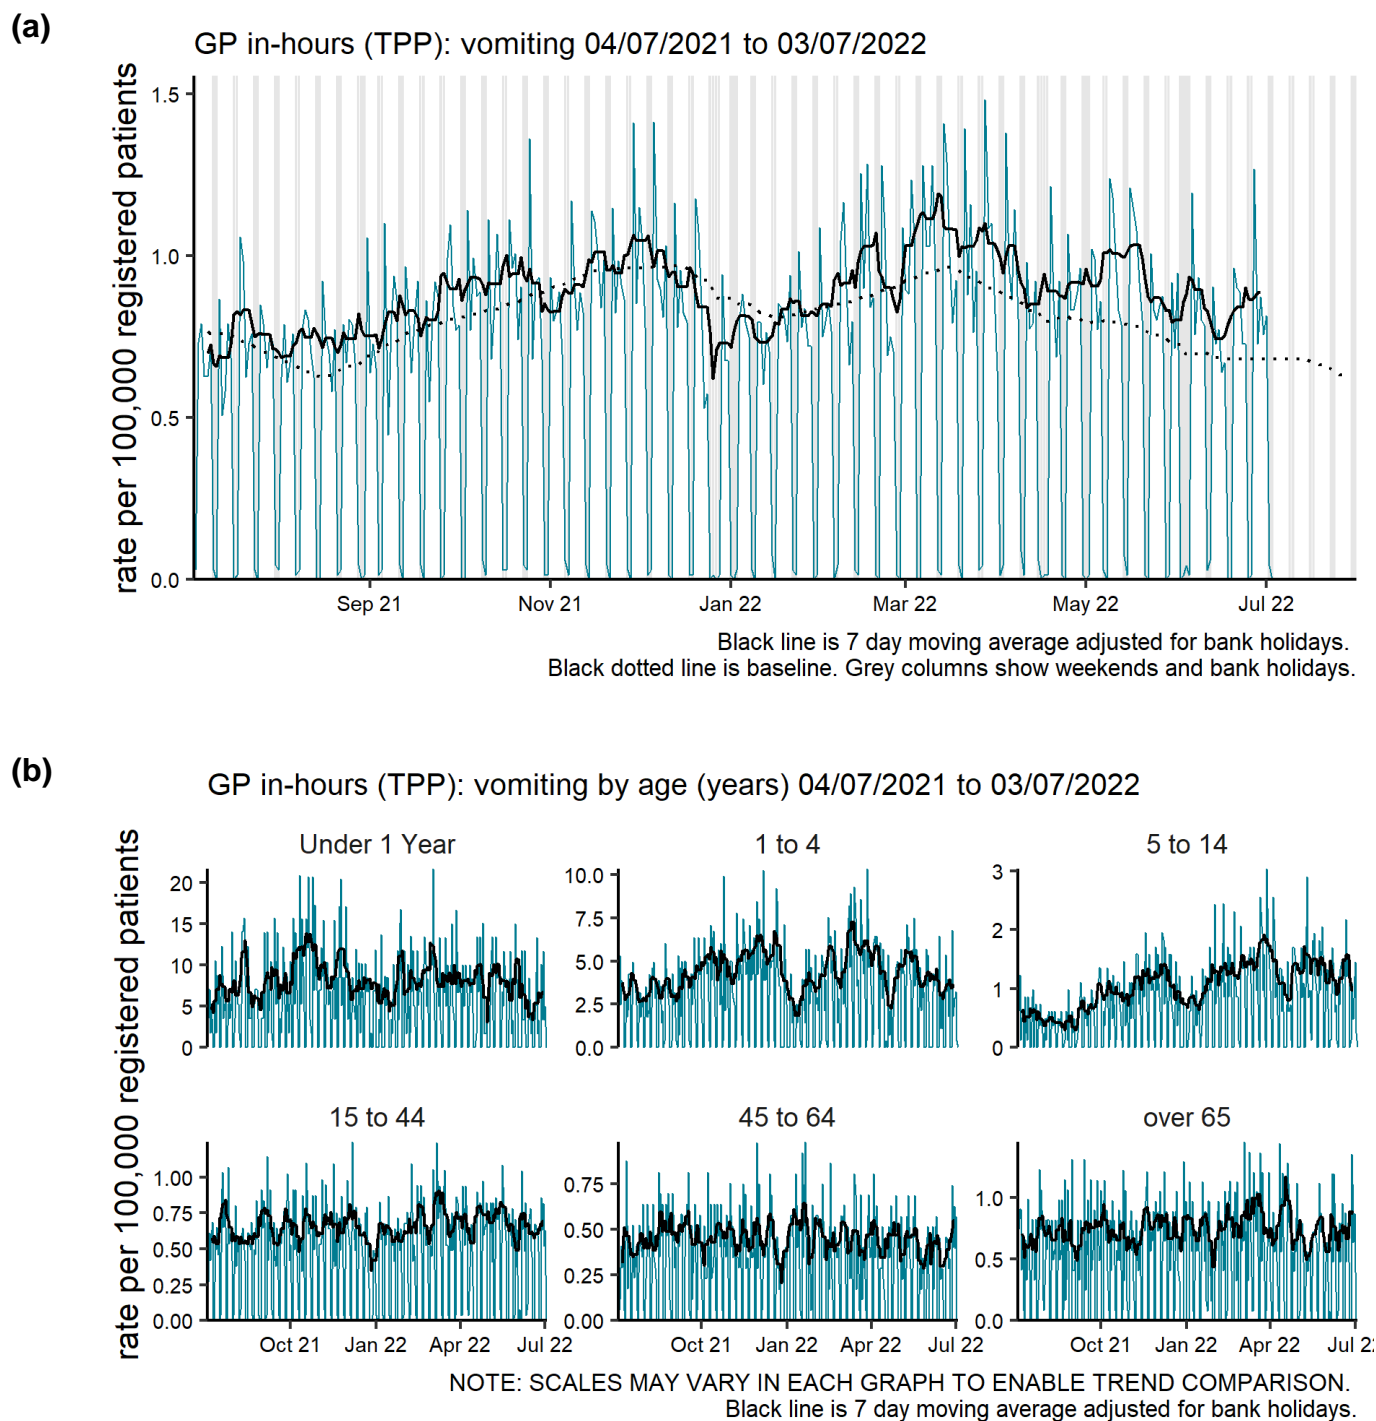 (a)
GP in-hours (TPP): vomiting 04/07/2021 to 03/07/2022
rate per 100,000 registered patients
1.5
1.0
0.5
0.0
Sep 21 Nov 21 Jan 22 Mar 22 May 22 Jul 22
Black line is 7 day moving average adjusted for bank holidays.
Black dotted line is baseline. Grey columns show weekends and bank holidays.
(b)
GP in-hours (TPP): vomiting by age (years) 04/07/2021 to 03/07/2022
rate per 100,000 registered patients
Under 1 Year
20
15
10
5
0
1 to 4
10.0
7.5
5.0
2.5
0.0
5 to 14
3
2
1
0
15 to 44
1.00
0.75
0.50
0.25
0.00
Oct 21 Jan 22 Apr 22 Jul 22
45 to 64
0.75
0.50
0.25
0.00
Oct 21 Jan 22 Apr 22 Jul 22
over 65
1.0
0.5
0.0
Oct 21 Jan 22 Apr 22 Jul 22
NOTE: SCALES MAY VARY IN EACH GRAPH TO ENABLE TREND COMPARISON.
Black line is 7 day moving average adjusted for bank holidays.